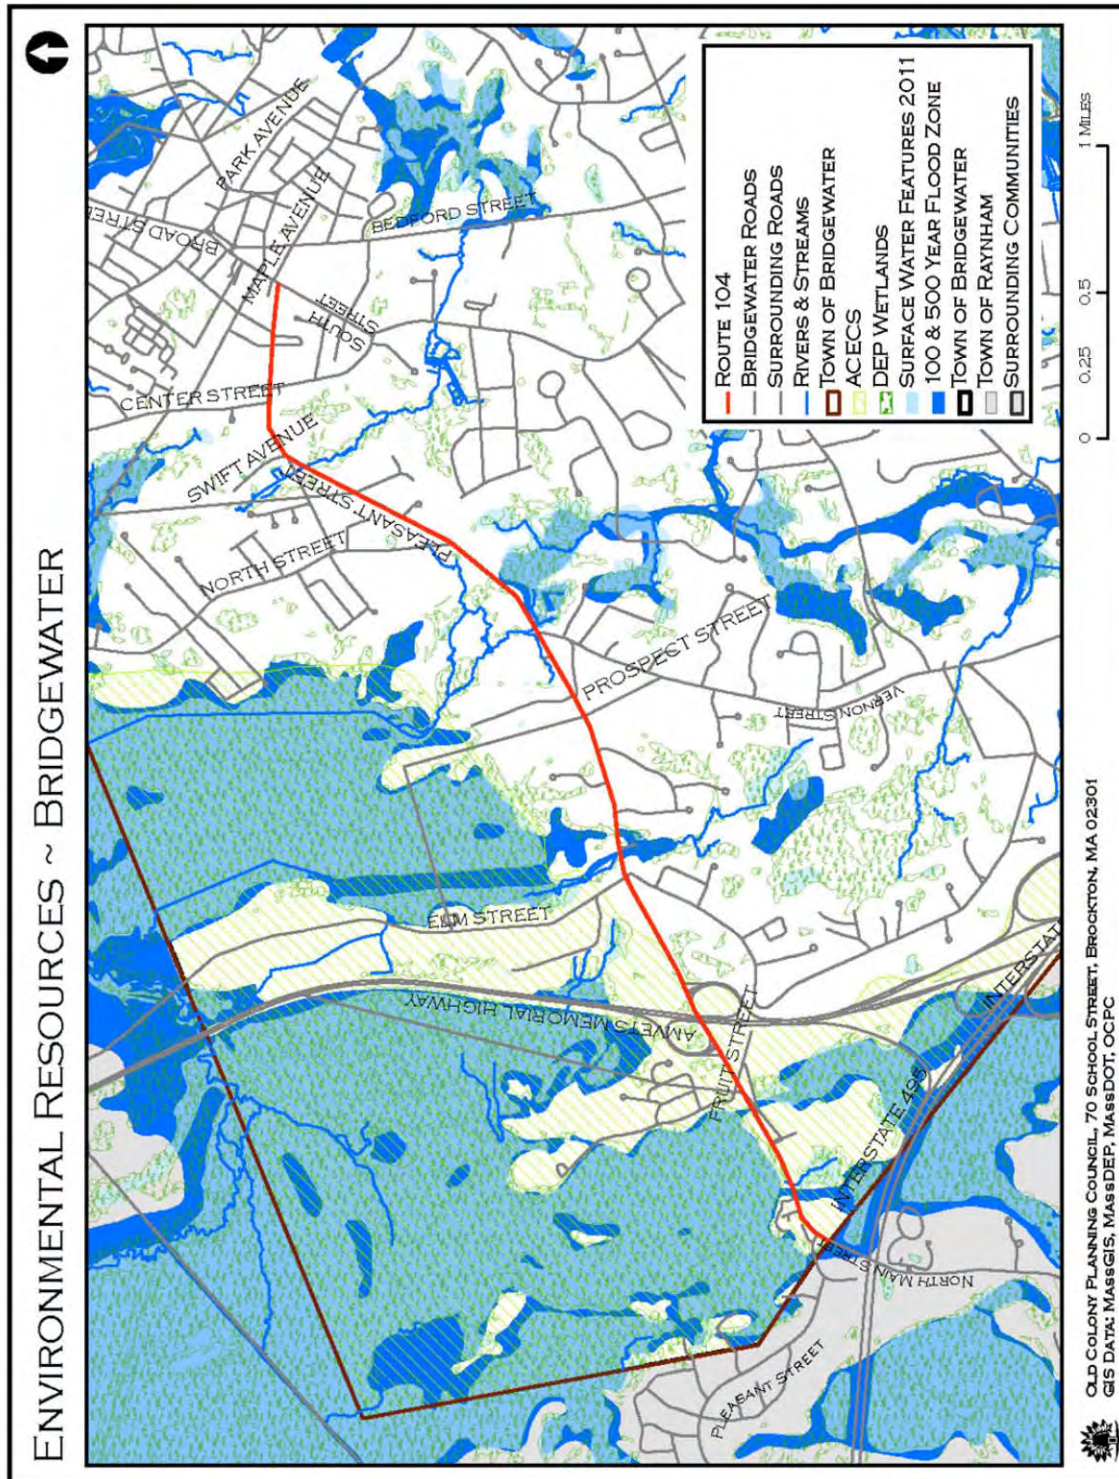 ENVIRONMENTAL RESOURCES ~ BRIDGEWATER
BROAD STREE
PARK AVENUE
MAPLE AVENUE
BEDFORD STREET
SOUTH STREET
CENTER STREET
SWIFT AVENUE
PLEASANT STREET
NORTH STREET
PROSPECT STREET
VERNON STREET
ELM STREET
AMVETS MEMORIAL HIGHWAY
FRUIT STREET
INTERSTATE 495
INTERSTAT
NORTH MAIN STREET
PLEASANT STREET
ROUTE 104
BRIDGEWATER ROADS
SURROUNDING ROADS
RIVERS & STREAMS
TOWN OF BRIDGEWATER
ACECS
DEP WETLANDS
SURFACE WATER FEATURES 2011
100 & 500 YEAR FLOOD ZONE
TOWN OF BRIDGEWATER
TOWN OF RAYNHAM
SURROUNDING COMMUNITIES
0 0.25 0.5 1 MILES
OLD COLONY PLANNING COUNCIL, 70 SCHOOL STREET, BROCKTON, MA 02301
GIS DATA: MASSGIS, MASSDEP, MASSDOT, OCPC